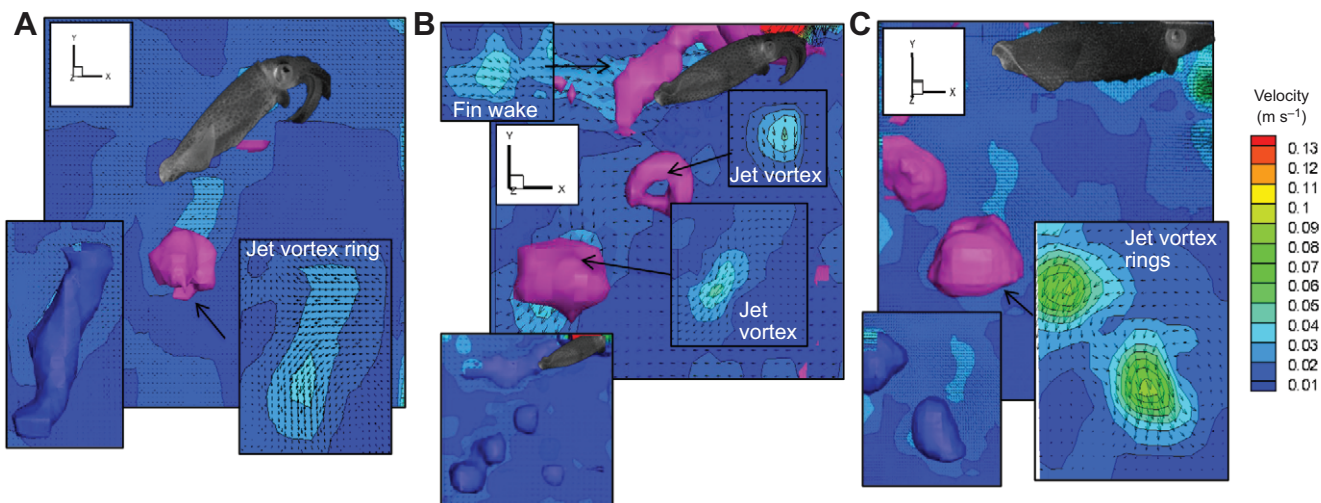 A
Y
Z
X
Jet vortex ring
B
Fin wake
Y
Z
X
Jet vortex
Jet
vortex
C
Y
Z
X
Jet vortex
rings
Velocity
(m s–1)
0.13
0.12
0.11
0.1
0.09
0.08
0.07
0.06
0.05
0.04
0.03
0.02
0.01